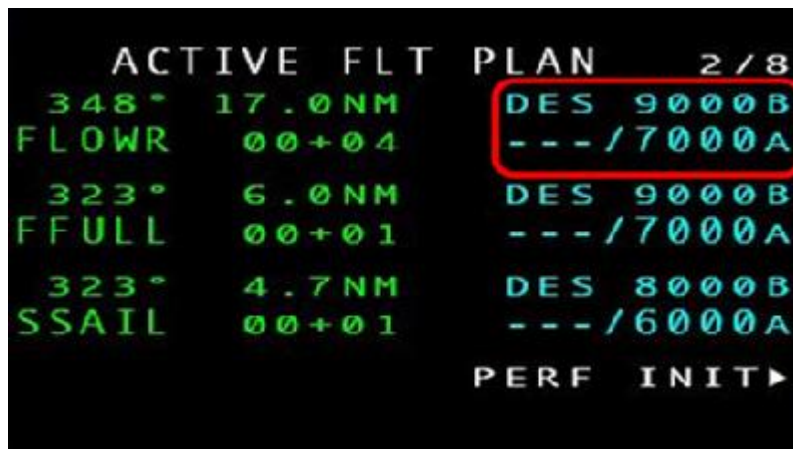 ACTIVE FLT PLAN 2/8
348° 17.0NM DES 9000B
FLOWR 00+04 ---/7000A
323° 6.0NM DES 9000B
FFULL 00+01 ---/7000A
323° 4.7NM DES 8000B
SSAIL 00+01 ---/6000A
PERF INIT▶